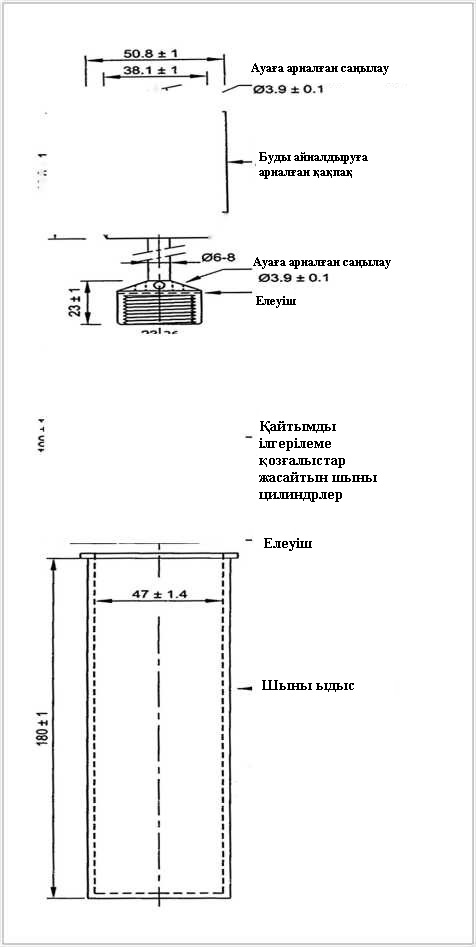 50.8 ± 1
38.1 ± 1
Ауаға арналған саңылау
Ø3.9 ± 0.1
Буды айналдыруға
арналған қақпақ
Ø6-8
Ауаға арналған саңылау
Ø3.9 ± 0.1
23 ± 1
Елеуіш
Қайтымды
ілгерілеме
қозғалыстар
жасайтын шыны
цилиндрлер
Елеуіш
47 ± 1.4
Шыны ыдыс
180 ± 1